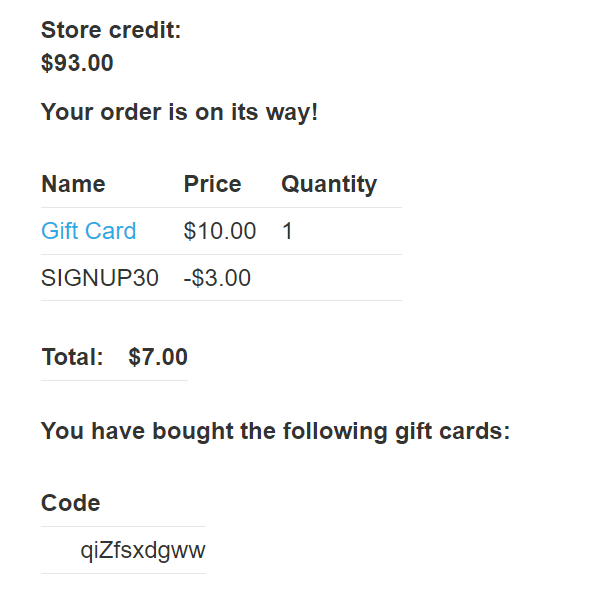 Store credit:
$93.00
Your order is on its way!
Name Price Quantity
Gift Card $10.00 1
SIGNUP30 -$3.00
Total: $7.00
You have bought the following gift cards:
Code
qiZfsxdgww